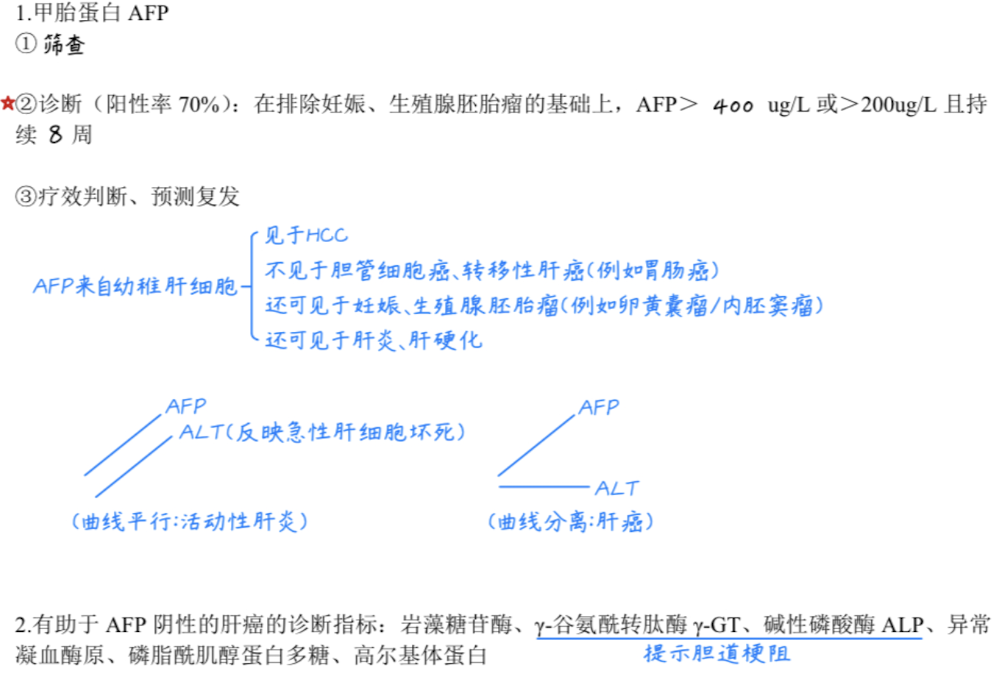 1.甲胎蛋白 AFP
① 筛查
②诊断（阳性率 70%）：在排除妊娠、生殖腺胚胎瘤的基础上，AFP＞ 400 ug/L 或＞200ug/L 且持
续 8 周
③疗效判断、预测复发
AFP来自幼稚肝细胞
见于HCC
不见于胆管细胞癌、转移性肝癌(例如胃肠癌)
还可见于妊娠、生殖腺胚胎瘤(例如卵黄囊瘤/内胚窦瘤)
还可见于肝炎、肝硬化
AFP
ALT(反映急性肝细胞坏死)
(曲线平行:活动性肝炎)
AFP
ALT
(曲线分离:肝癌)
2.有助于 AFP 阴性的肝癌的诊断指标：岩藻糖苷酶、γ-谷氨酰转肽酶 γ-GT、碱性磷酸酶 ALP、异常
凝血酶原、磷脂酰肌醇蛋白多糖、高尔基体蛋白
提示胆道梗阻